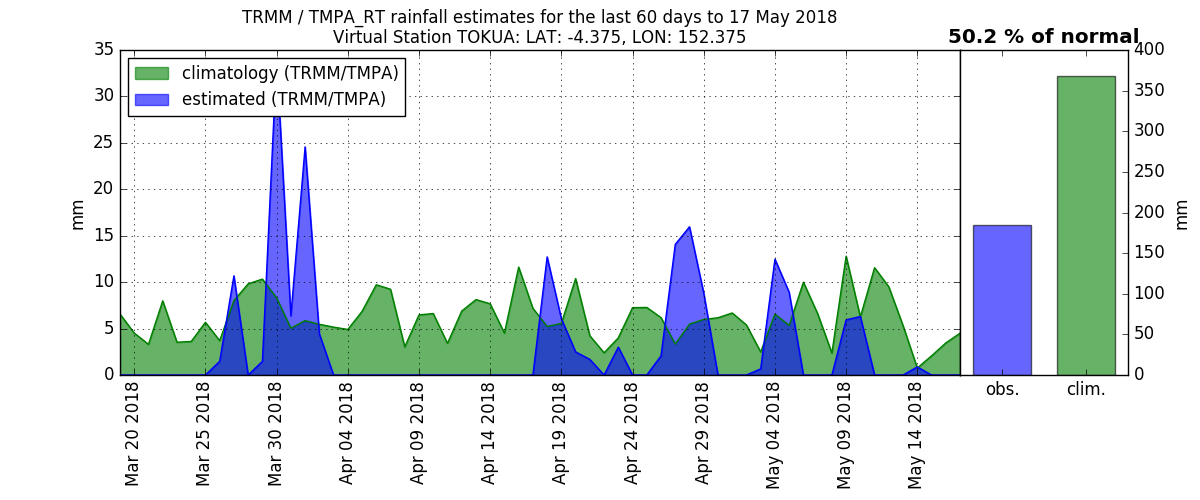 TRMM / TMPA_RT rainfall estimates for the last 60 days to 17 May 2018
Virtual Station TOKUA: LAT: -4.375, LON: 152.375
50.2 % of normal
climatology (TRMM/TMPA)
estimated (TRMM/TMPA)
35
30
25
20
15
10
5
0
mm
Mar 20 2018
Mar 25 2018
Mar 30 2018
Apr 04 2018
Apr 09 2018
Apr 14 2018
Apr 19 2018
Apr 24 2018
Apr 29 2018
May 04 2018
May 09 2018
May 14 2018
400
350
300
250
200
150
100
50
0
mm
obs.
clim.